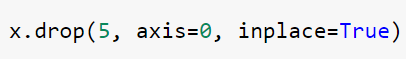 x.drop(5, axis=0, inplace=True)